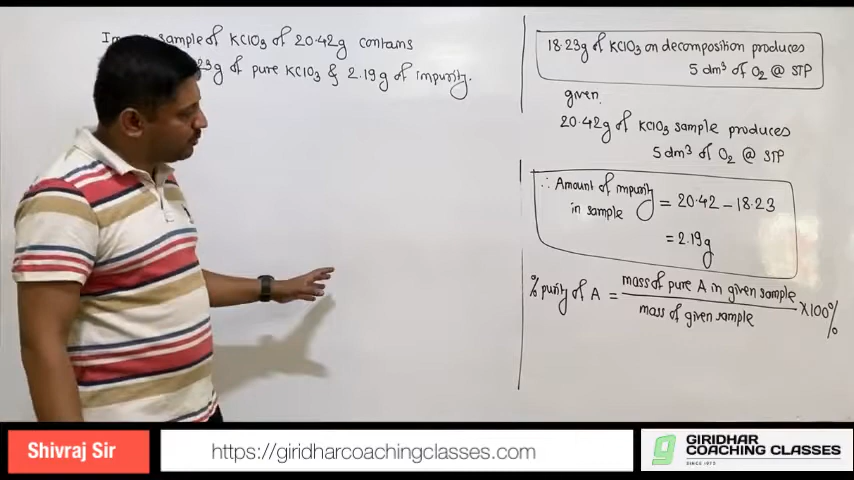 sample of KClO3 of 20.42g contains
23g of pure KClO3 & 2.19g of impurity.
18.23g of KClO3 on decomposition produces
5 dm³ of O2 @ STP
given.
20.42g of KClO3 sample produces
5 dm³ of O2 @ STP
∴ Amount of impurity
in sample = 20.42 – 18.23
= 2.19g
% purity of A = mass of pure A in given sample
mass of given sample
×100%
Shivraj Sir
https://giridharcoachingclasses.com
GIRIDHAR
COACHING CLASSES
SINCE 1972